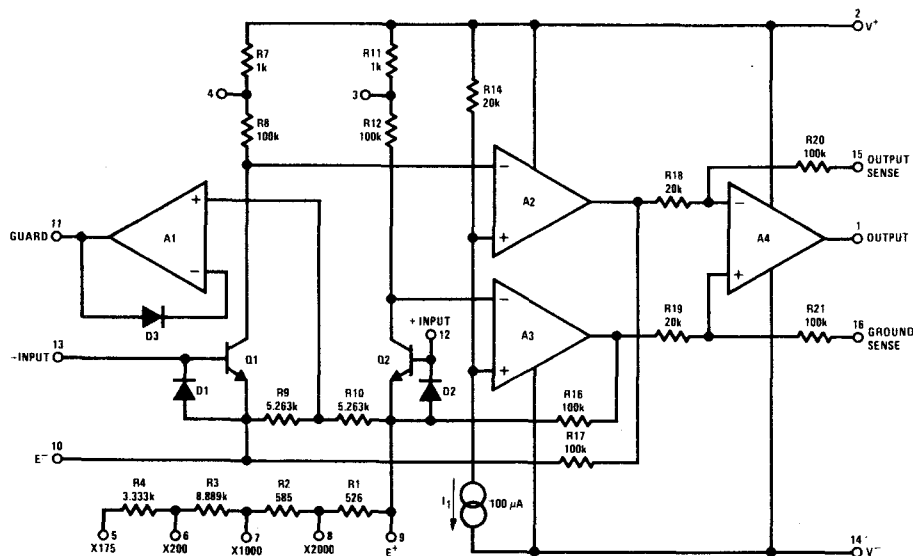 2
V+
R7
1k
R11
1k
4
3
R14
20k
R8
100k
R12
100k
R20
100k
15
OUTPUT
SENSE
R18
20k
11
GUARD
A1
+
−
A2
−
+
A4
−
+
1
OUTPUT
D3
+ INPUT
12
A3
−
+
R19
20k
R21
100k
16
GROUND
SENSE
13
−INPUT
Q1
Q2
D1
D2
R9
5.263k
R10
5.263k
R16
100k
R17
100k
10
E−
R4
3.333k
R3
8.889k
R2
585
R1
526
I1
100 μA
5
X175
6
X200
7
X1000
8
X2000
9
E+
14
V−